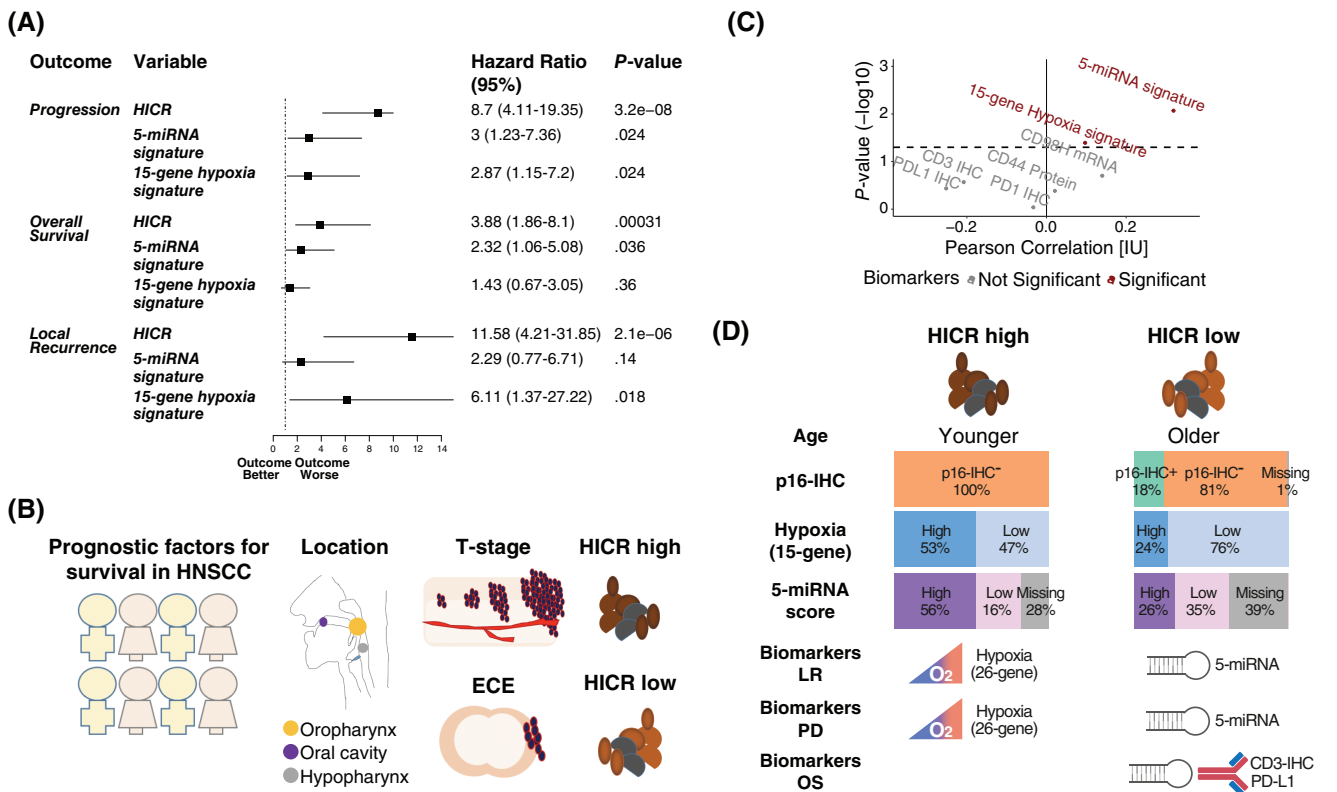 (A)
Outcome Variable Hazard Ratio P-value
(95%)
Progression HICR 8.7 (4.11-19.35) 3.2e-08
5-miRNA 3 (1.23-7.36) .024
signature
15-gene hypoxia 2.87 (1.15-7.2) .024
signature
Overall HICR 3.88 (1.86-8.1) .00031
Survival
5-miRNA 2.32 (1.06-5.08) .036
signature
15-gene hypoxia 1.43 (0.67-3.05) .36
signature
Local HICR 11.58 (4.21-31.85) 2.1e-06
Recurrence
5-miRNA 2.29 (0.77-6.71) .14
signature
15-gene hypoxia 6.11 (1.37-27.22) .018
signature
0 2 4 6 8 10 14
Outcome Outcome
Better Worse
(B)
Prognostic factors for
survival in HNSCC
Location
Oropharynx
Oral cavity
Hypopharynx
T-stage
ECE
HICR high
HICR low
(C)
P-value (−log10)
3
2
1
0
5-miRNA signature
15-gene Hypoxia signature
CD98H mRNA
CD3 IHC
CD44 Protein
PDL1 IHC
PD1 IHC
−0.2 0.0 0.2
Pearson Correlation [IU]
Biomarkers a Not Significant a Significant
(D)
HICR high HICR low
Age Younger Older
p16-IHC
p16-IHC-
100%
p16-IHC+ p16-IHC- Missing
18% 81% 1%
Hypoxia
(15-gene)
High Low
53% 47%
High Low
24% 76%
5-miRNA
score
High Low Missing
56% 16% 28%
High Low Missing
26% 35% 39%
Biomarkers
LR
O2
Hypoxia
(26-gene)
5-miRNA
Biomarkers
PD
O2
Hypoxia
(26-gene)
5-miRNA
Biomarkers
OS
CD3-IHC
PD-L1